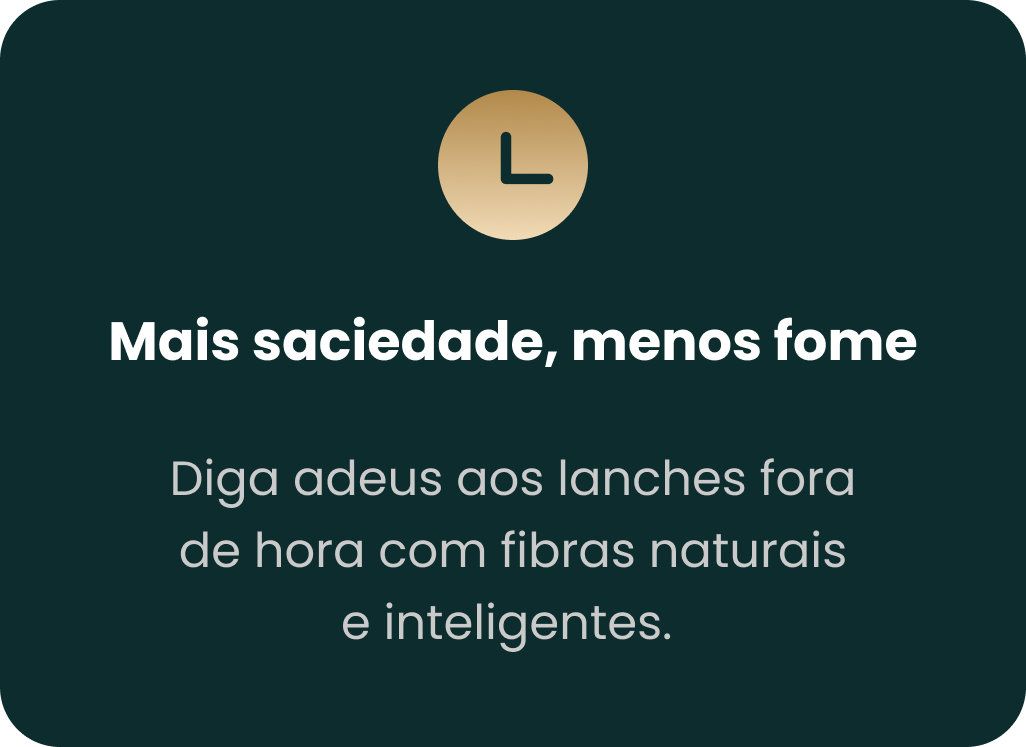 Mais saciedade, menos fome
Diga adeus aos lanches fora
de hora com fibras naturais
e inteligentes.